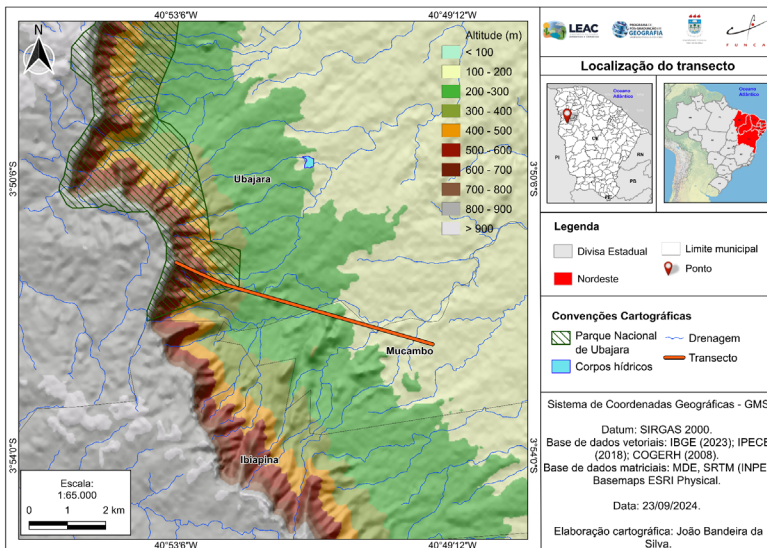 40°53'6"O
40°49'12"O
N
Altitude (m)
< 100
100 - 200
200 -300
300 - 400
400 - 500
500 - 600
600 - 700
700 - 800
800 - 900
> 900
3°50'6"S
3°50'6"S
Ubajara
Mucambo
Ibiapina
3°54'0"S
3°54'0"S
Escala:
1:65.000
0 1 2 km
40°53'6"O
40°49'12"O
LEAC
PROGRAMA DE
PÓS-GRADUAÇÃO EM
GEOGRAFIA
FUNCAP
Localização do transecto
Oceano
Atlântico
CE
PI
RN
PB
PE
Oceano
Atlântico
Legenda
Divisa Estadual
Limite municipal
Nordeste
Ponto
Convenções Cartográficas
Parque Nacional
de Ubajara
Drenagem
Corpos hídricos
Transecto
Sistema de Coordenadas Geográficas - GMS
Datum: SIRGAS 2000.
Base de dados vetoriais: IBGE (2023); IPECE
(2018); COGERH (2008).
Base de dados matriciais: MDE, SRTM (INPE
Basemaps ESRI Physical.
Data: 23/09/2024.
Elaboração cartográfica: João Bandeira da
Silva.